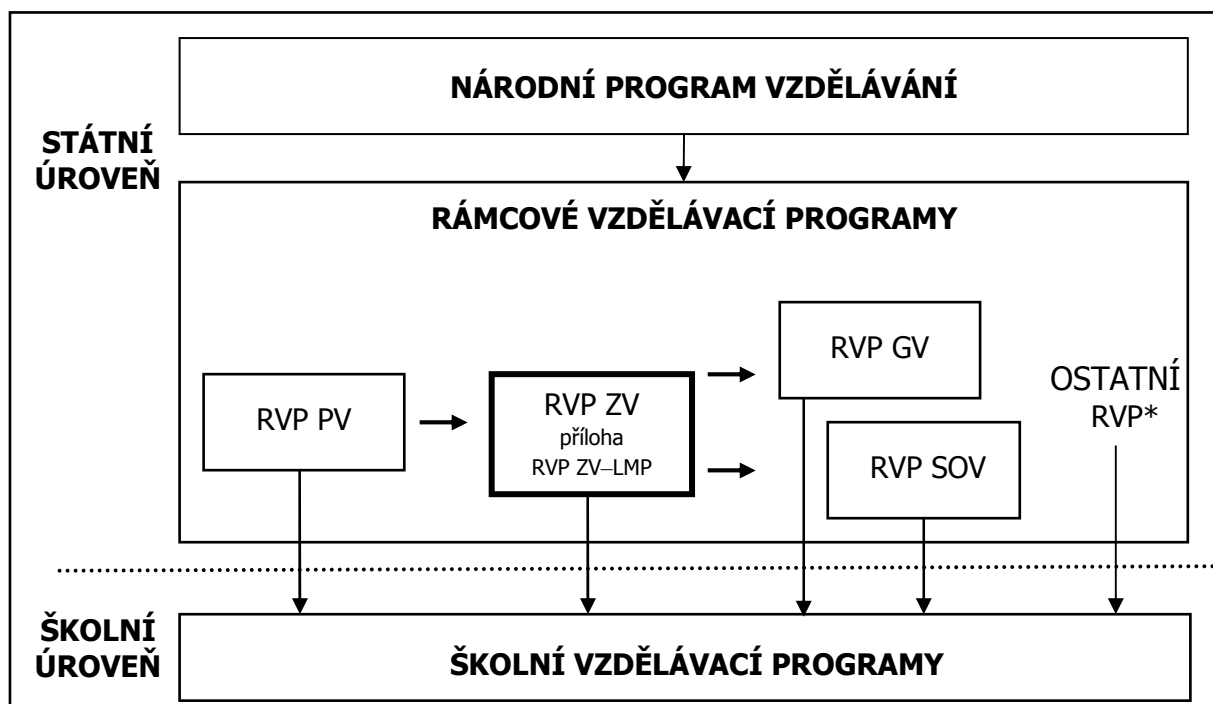 NÁRODNÍ PROGRAM VZDĚLÁVÁNÍ
STÁTNÍ
ÚROVEŇ
RÁMCOVÉ VZDĚLÁVACÍ PROGRAMY
RVP PV
RVP ZV
příloha
RVP ZV–LMP
RVP GV
RVP SOV
OSTATNÍ
RVP*
ŠKOLNÍ
ÚROVEŇ
ŠKOLNÍ VZDĚLÁVACÍ PROGRAMY